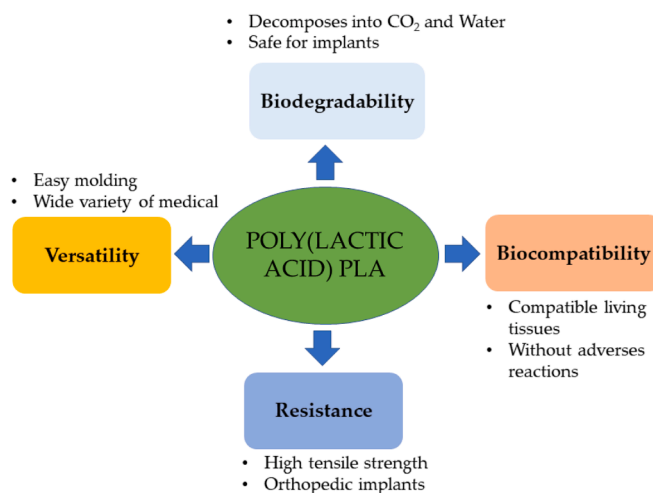 • Decomposes into CO₂ and Water
• Safe for implants
Biodegradability
• Easy molding
• Wide variety of medical
Versatility
POLY(LACTIC
ACID) PLA
Biocompatibility
• Compatible living
tissues
• Without adverses
reactions
Resistance
• High tensile strength
• Orthopedic implants